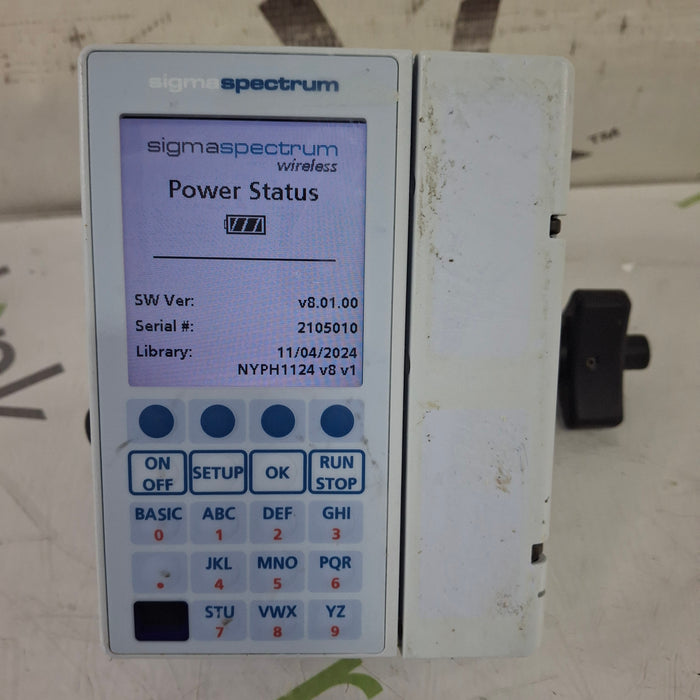 sigmaspectrum
sigmaspectrum
wireless
Power Status
SW Ver: v8.01.00
Serial #: 2105010
Library: 11/04/2024
NYPH1124 v8 v1
ON OFF
SETUP
OK
RUN STOP
BASIC ABC DEF GHI
0 1 2 3
JKL MNO PQR
. 4 5 6
STU VWX YZ
7 8 9
TM